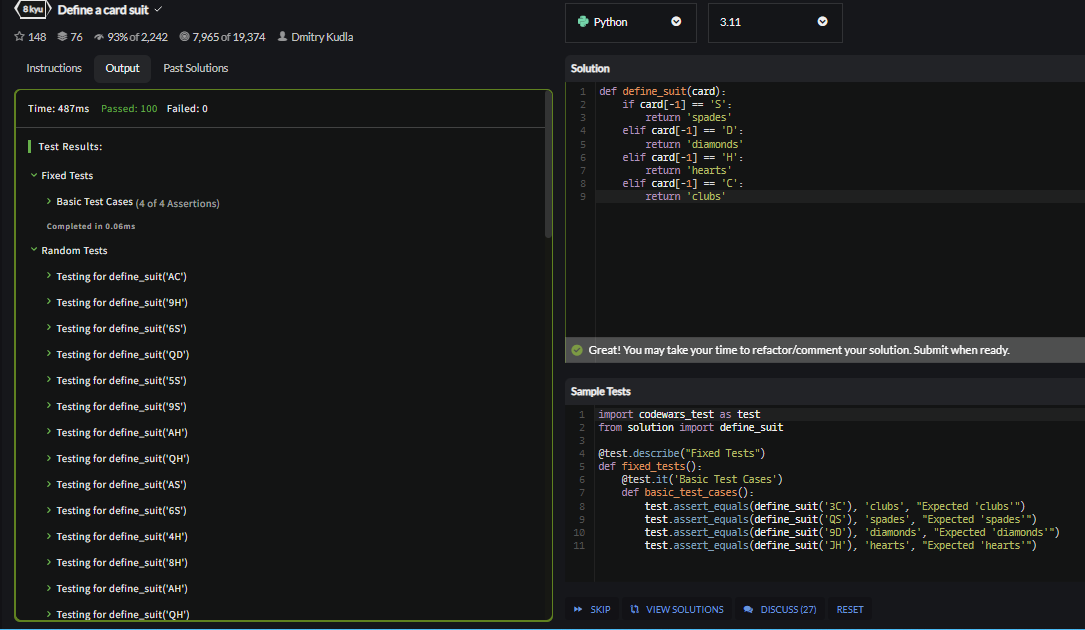 8 kyu Define a card suit
148 76 93% of 2,242 7,965 of 19,374 Dmitry Kudla
Instructions Output Past Solutions
Time: 487ms Passed: 100 Failed: 0
Test Results:
Fixed Tests
Basic Test Cases (4 of 4 Assertions)
Completed in 0.06ms
Random Tests
Testing for define_suit('AC')
Testing for define_suit('9H')
Testing for define_suit('6S')
Testing for define_suit('QD')
Testing for define_suit('5S')
Testing for define_suit('9S')
Testing for define_suit('AH')
Testing for define_suit('QH')
Testing for define_suit('AS')
Testing for define_suit('6S')
Testing for define_suit('4H')
Testing for define_suit('8H')
Testing for define_suit('AH')
Testing for define_suit('QH')
Python 3.11
Solution
1 def define_suit(card):
2 if card[-1] == 'S':
3 return 'spades'
4 elif card[-1] == 'D':
5 return 'diamonds'
6 elif card[-1] == 'H':
7 return 'hearts'
8 elif card[-1] == 'C':
9 return 'clubs'
Great! You may take your time to refactor/comment your solution. Submit when ready.
Sample Tests
1 import codewars_test as test
2 from solution import define_suit
3
4 @test.describe("Fixed Tests")
5 def fixed_tests():
6 @test.it('Basic Test Cases')
7 def basic_test_cases():
8 test.assert_equals(define_suit('3C'), 'clubs', "Expected 'clubs'")
9 test.assert_equals(define_suit('QS'), 'spades', "Expected 'spades'")
10 test.assert_equals(define_suit('9D'), 'diamonds', "Expected 'diamonds'")
11 test.assert_equals(define_suit('JH'), 'hearts', "Expected 'hearts'")
SKIP VIEW SOLUTIONS DISCUSS (27) RESET